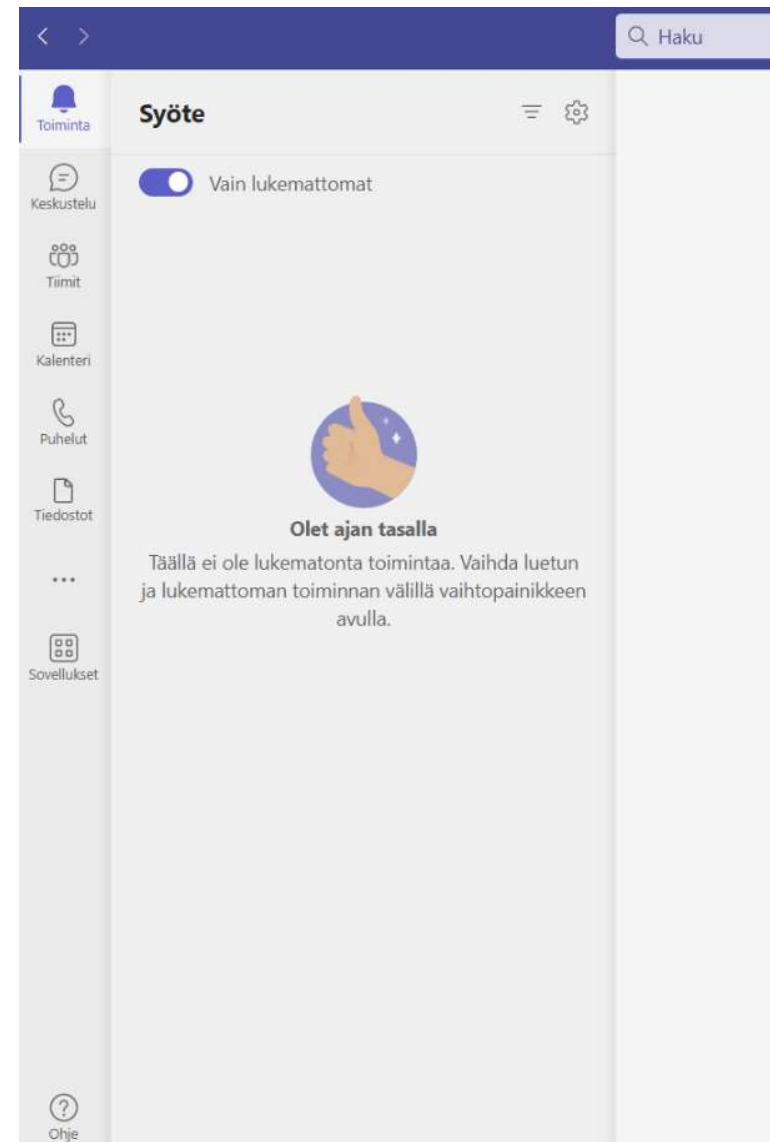 Haku
Toiminta
Syöte
Vain lukemattomat
Keskustelu
Tiimit
Kalenteri
Puhelut
Tiedostot
Olet ajan tasalla
Täällä ei ole lukematonta toimintaa. Vaihda luetun
ja lukemattoman toiminnan välillä vaihtopainikkeen
avulla.
Sovellukset
Ohje